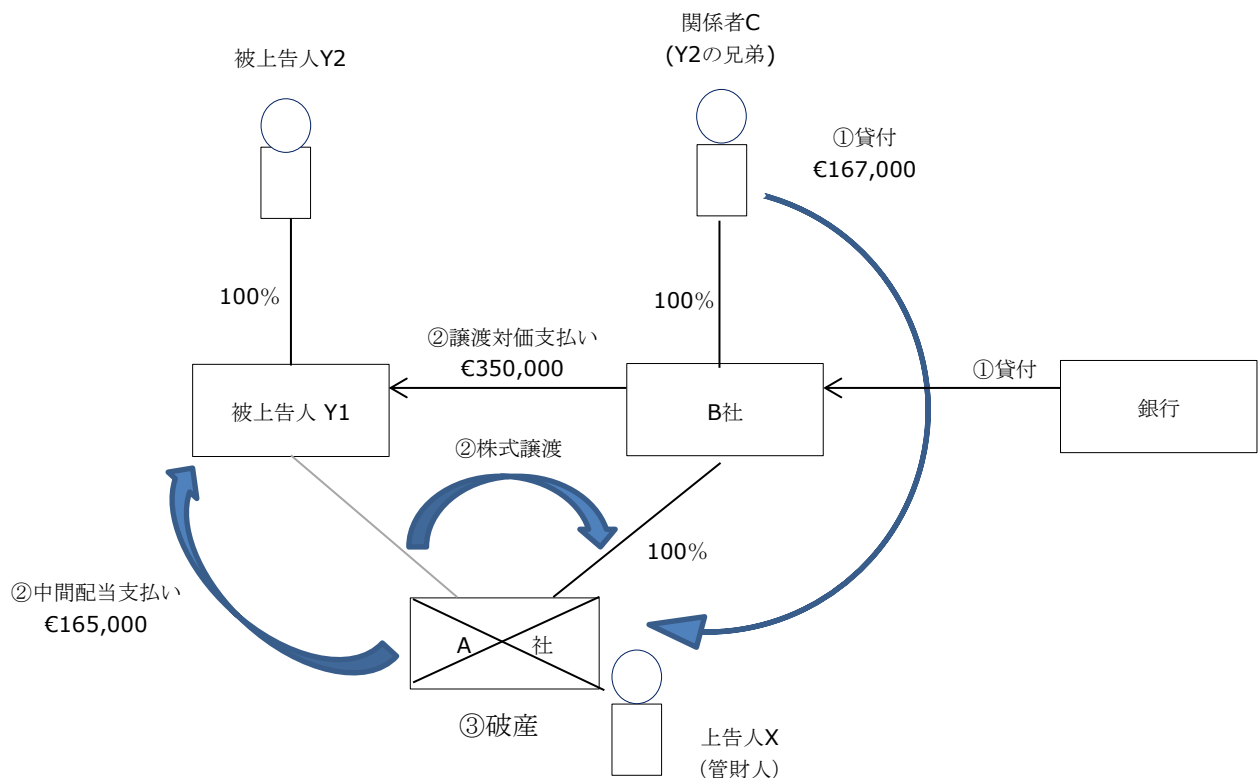 関係者C
(Y2の兄弟)
被上告人Y2
①貸付
€167,000
100%
100%
②譲渡対価支払い
€350,000
①貸付
被上告人 Y1
B社
銀行
②株式譲渡
100%
②中間配当支払い
€165,000
A 社
③破産
上告人X
(管財人)